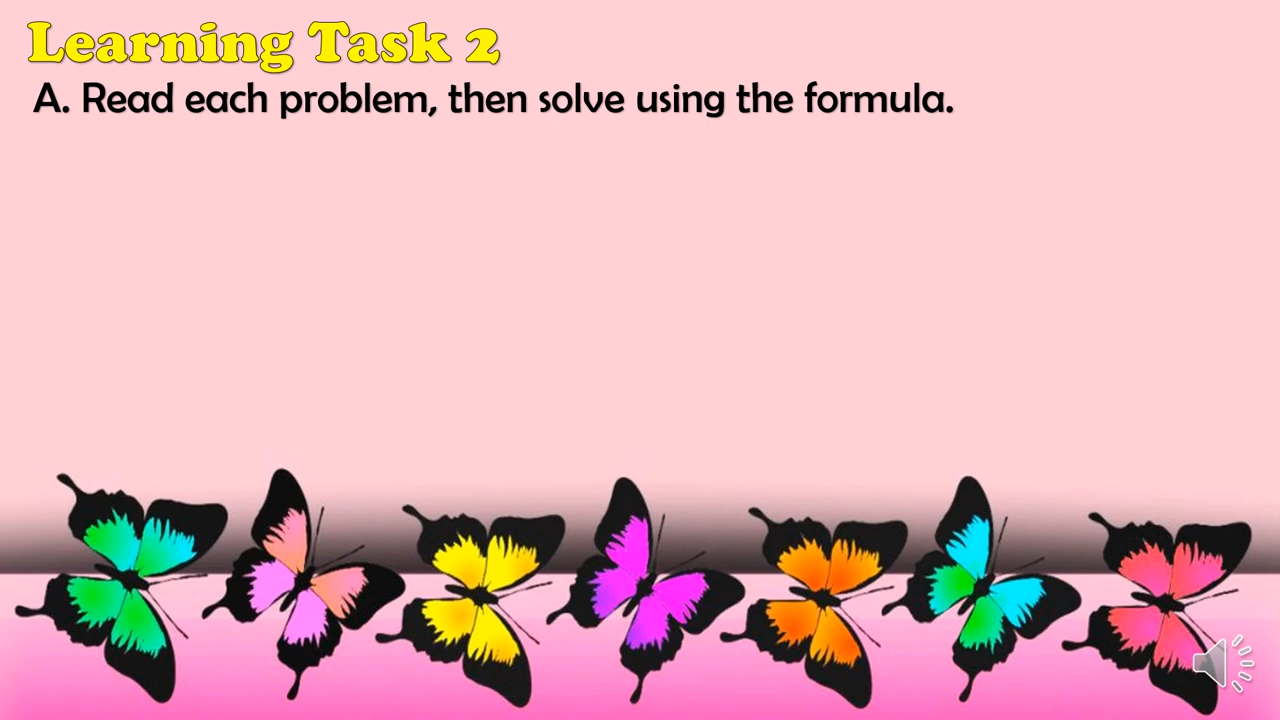 Learning Task 2
A. Read each problem, then solve using the formula.